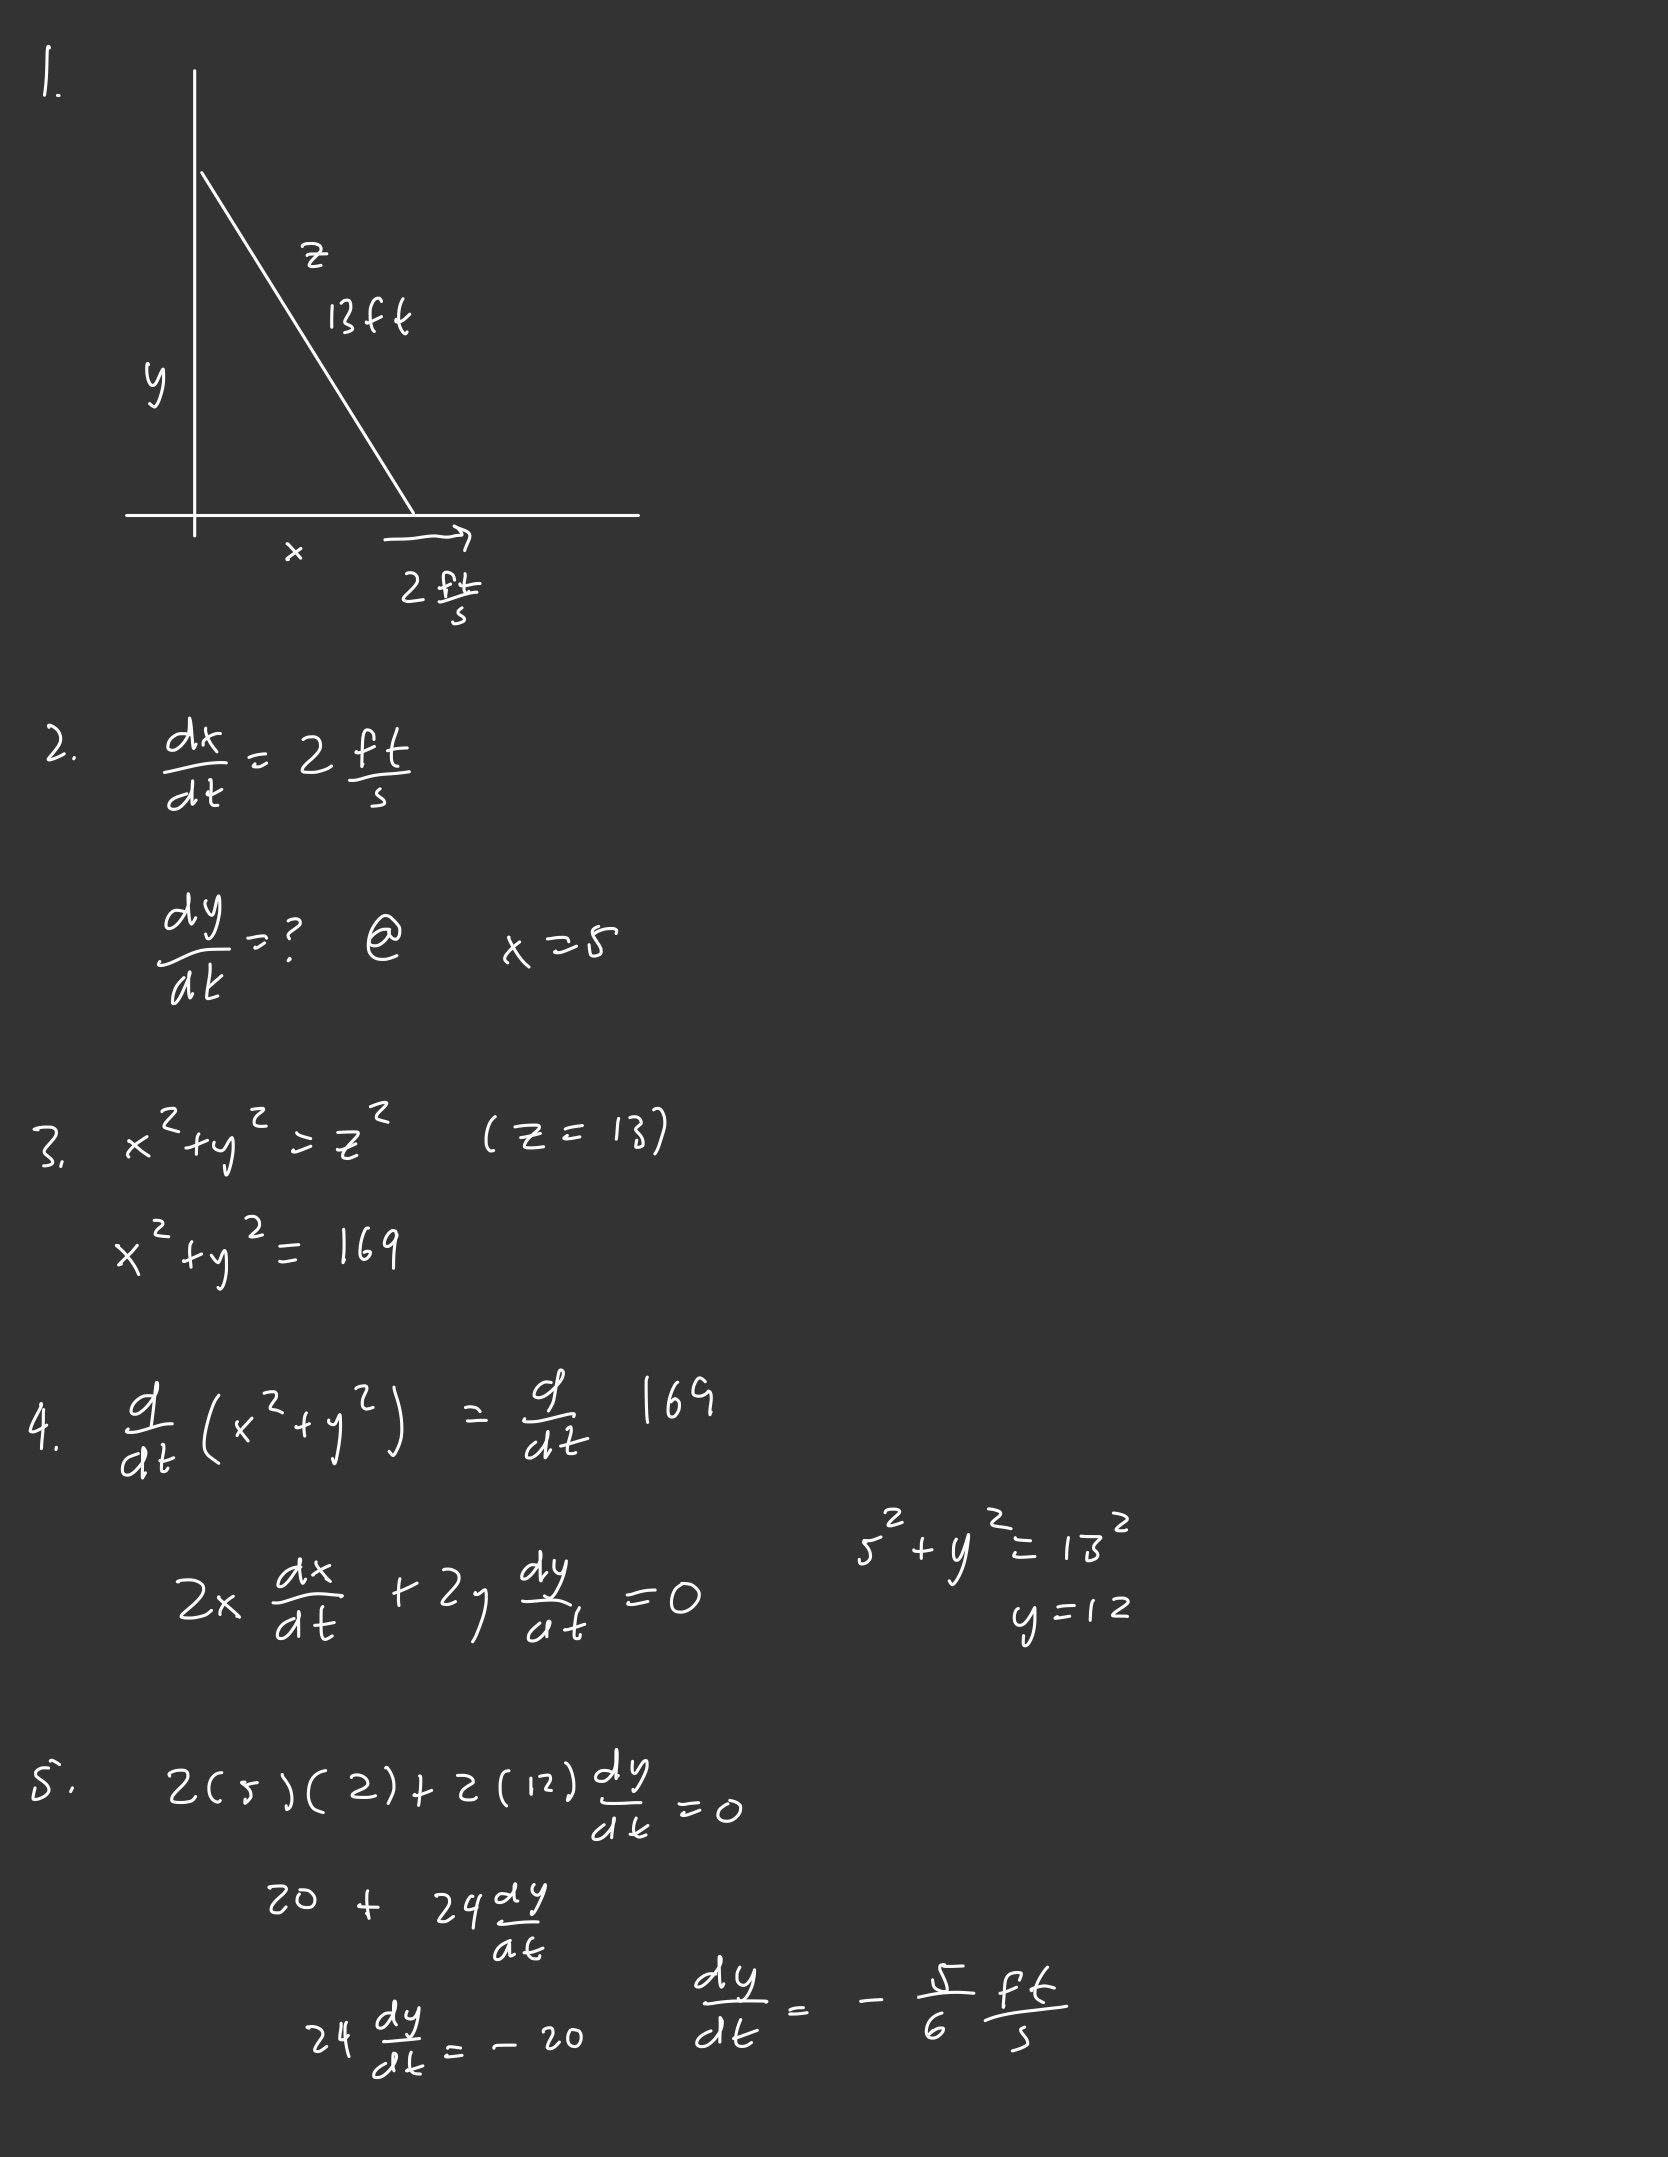 1.
z
13ft
y
x
2 ft/s
2. dx/dt = 2 ft/s
dy/dt = ? @ x = 5
3. x² + y² = z² (z = 13)
x² + y² = 169
4. d/dt (x² + y²) = d/dt 169
2x dx/dt + 2y dy/dt = 0
5² + y² = 13²
y = 12
5. 2(5)(2) + 2(12) dy/dt = 0
20 + 24 dy/dt
24 dy/dt = - 20
dy/dt = - 5/6 ft/s